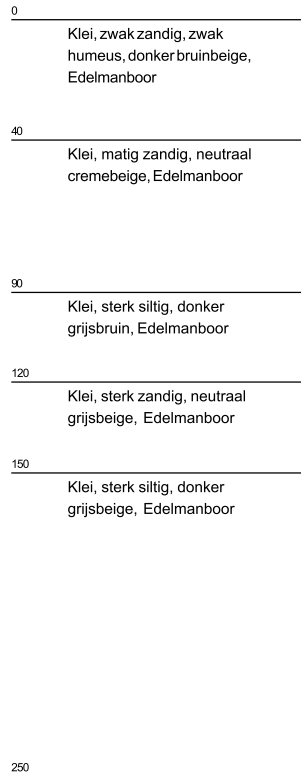 0
Klei, zwak zandig, zwak
humeus, donker bruinbeige,
Edelmanboor
40
Klei, matig zandig, neutraal
cremebeige, Edelmanboor
90
Klei, sterk siltig, donker
grijsbruin, Edelmanboor
120
Klei, sterk zandig, neutraal
grijsbeige, Edelmanboor
150
Klei, sterk siltig, donker
grijsbeige, Edelmanboor
250